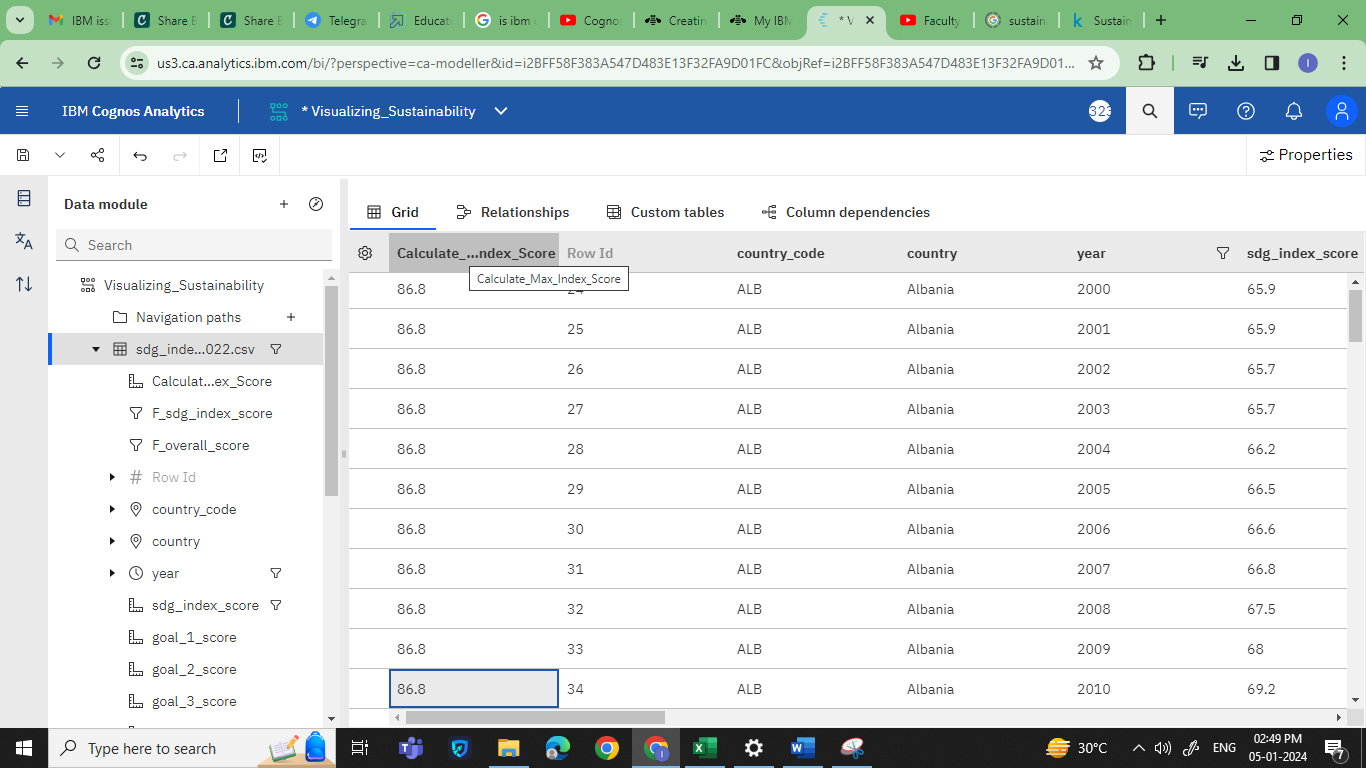 IBM iss
Share B
Share E
Telegra
Educat
is ibm c
Cognos
Creatin
My IBM
* V
Faculty
sustain
Sustain
us3.ca.analytics.ibm.com/bi/?perspective=ca-modeller&id=i2BFF58F383A547D483E13F32FA9D01FC&objRef=i2BFF58F383A547D483E13F32FA9D01...
I
IBM Cognos Analytics
* Visualizing_Sustainability
323
Properties
Data module
Grid
Relationships
Custom tables
Column dependencies
Search
Visualizing_Sustainability
Navigation paths
sdg_inde...022.csv
Calculat...ex_Score
F_sdg_index_score
F_overall_score
Row Id
country_code
country
year
sdg_index_score
goal_1_score
goal_2_score
goal_3_score
Calculate_...ndex_Score Row Id country_code country year sdg_index_score
Calculate_Max_Index_Score
86.8 24 ALB Albania 2000 65.9
86.8 25 ALB Albania 2001 65.9
86.8 26 ALB Albania 2002 65.7
86.8 27 ALB Albania 2003 65.7
86.8 28 ALB Albania 2004 66.2
86.8 29 ALB Albania 2005 66.5
86.8 30 ALB Albania 2006 66.6
86.8 31 ALB Albania 2007 66.8
86.8 32 ALB Albania 2008 67.5
86.8 33 ALB Albania 2009 68
86.8 34 ALB Albania 2010 69.2
Type here to search
30°C
ENG
02:49 PM
05-01-2024
7